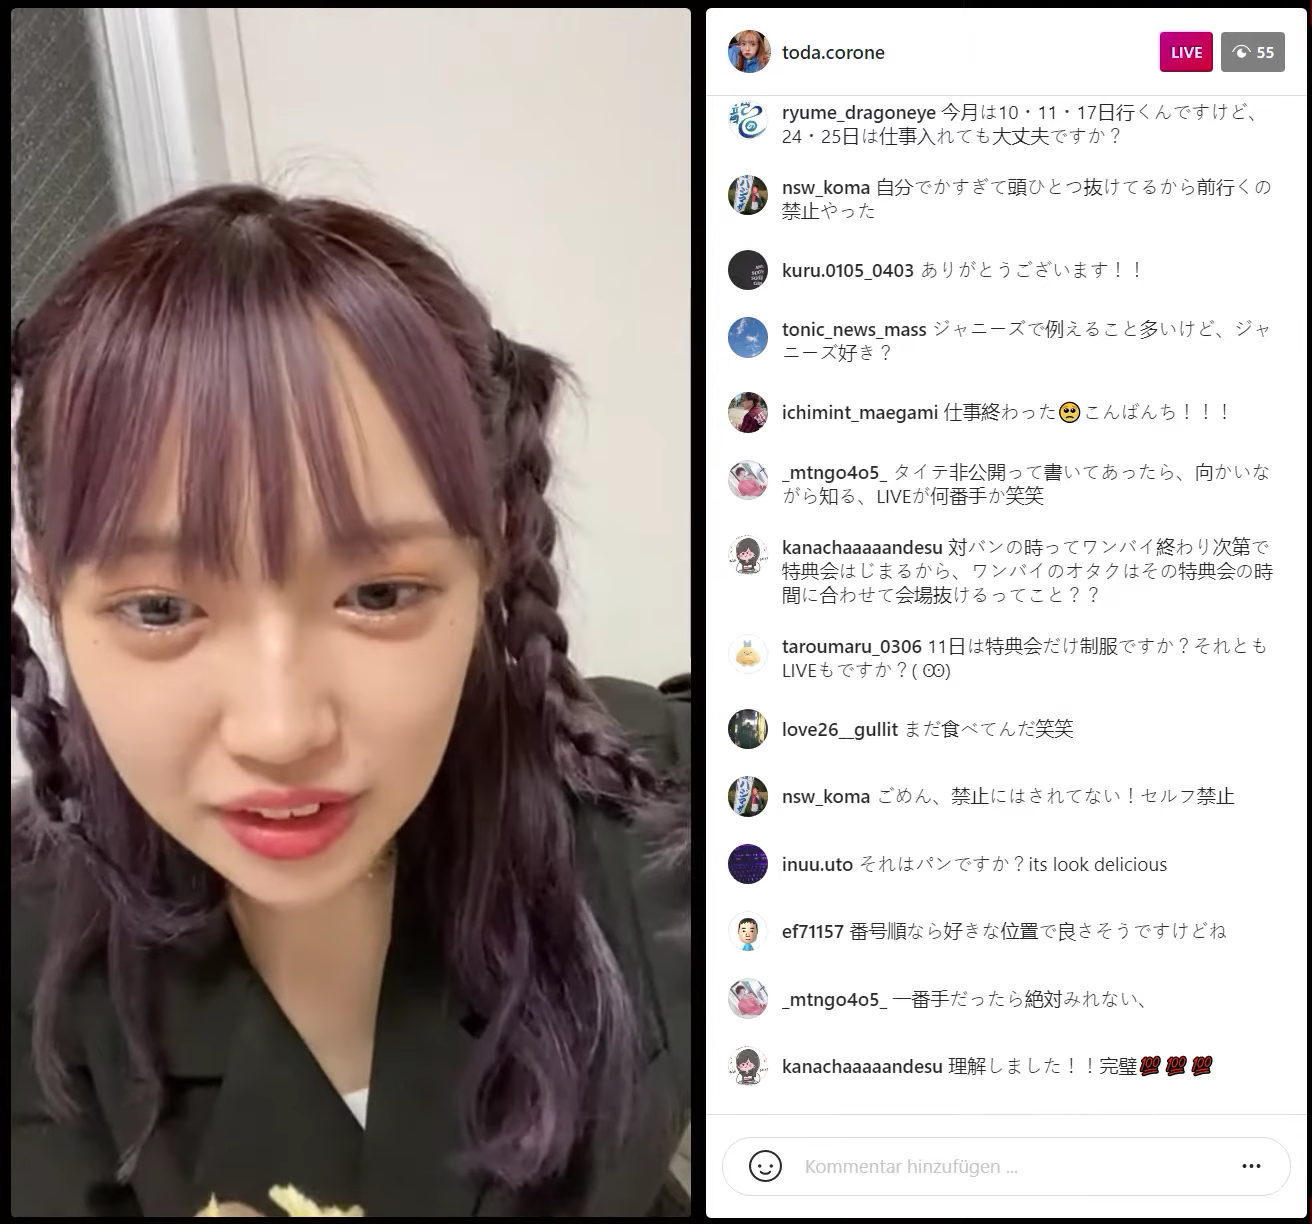 toda.corone
LIVE
55
ryume_dragoneye 今月は10・11・17日行くんですけど、
24・25日は仕事入れても大丈夫ですか？
nsw_koma 自分でかすぎて頭ひとつ抜けてるから前行くの
禁止やった
kuru.0105_0403 ありがとうございます！！
tonic_news_mass ジャニーズで例えること多いけど、ジャ
ニーズ好き？
ichimint_maegami 仕事終わった🥺こんばんち！！！
_mtngo4o5_ タイテ非公開って書いてあったら、向かいな
がら知る、LIVEが何番手か笑笑
kanachaaaaandesu 対バンの時ってワンバイ終わり次第で
特典会はじまるから、ワンバイのオタクはその特典会の時
間に合わせて会場抜けるってこと？？
taroumaru_0306 11日は特典会だけ制服ですか？それとも
LIVEもですか？( ꙭ)
love26__gullit まだ食べてんだ笑笑
nsw_koma ごめん、禁止にはされてない！セルフ禁止
inuu.uto それはパンですか？its look delicious
ef71157 番号順なら好きな位置で良さそうですけどね
_mtngo4o5_ 一番手だったら絶対みれない、
kanachaaaaandesu 理解しました！！完璧💯💯💯
Kommentar hinzufügen ...